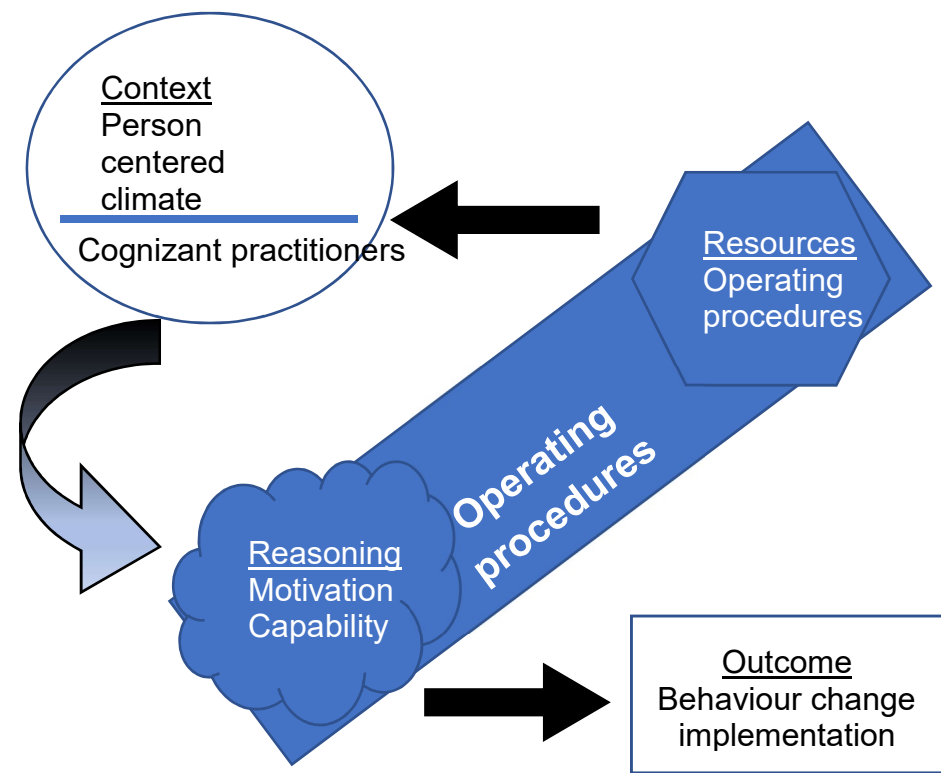 Context
Person
centered
climate
Cognizant practitioners
Resources
Operating
procedures
Operating
procedures
Reasoning
Motivation
Capability
Outcome
Behaviour change
implementation